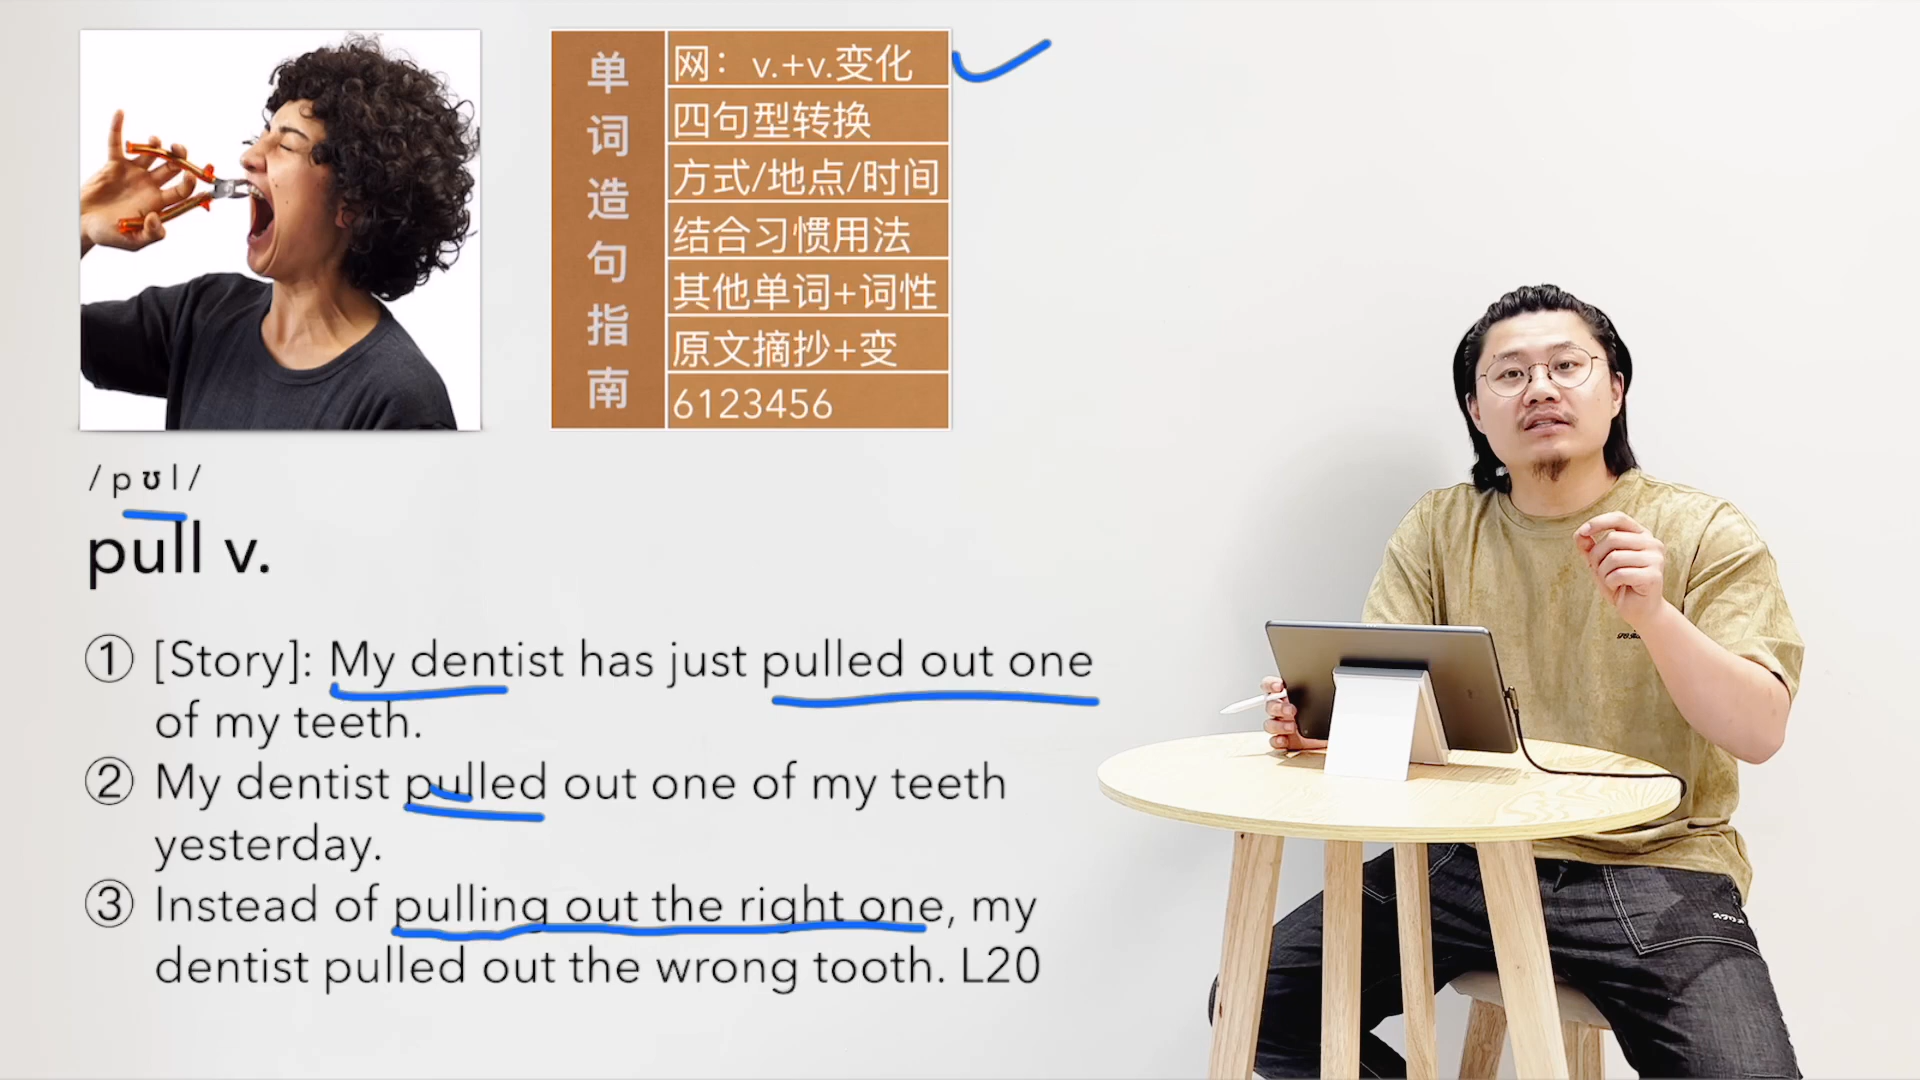 单词造句指南
网：v.+v.变化
四句型转换
方式/地点/时间
结合习惯用法
其他单词+词性
原文摘抄+变
6123456
/pʊl/
pull v.
① [Story]: My dentist has just pulled out one
of my teeth.
② My dentist pulled out one of my teeth
yesterday.
③ Instead of pulling out the right one, my
dentist pulled out the wrong tooth. L20